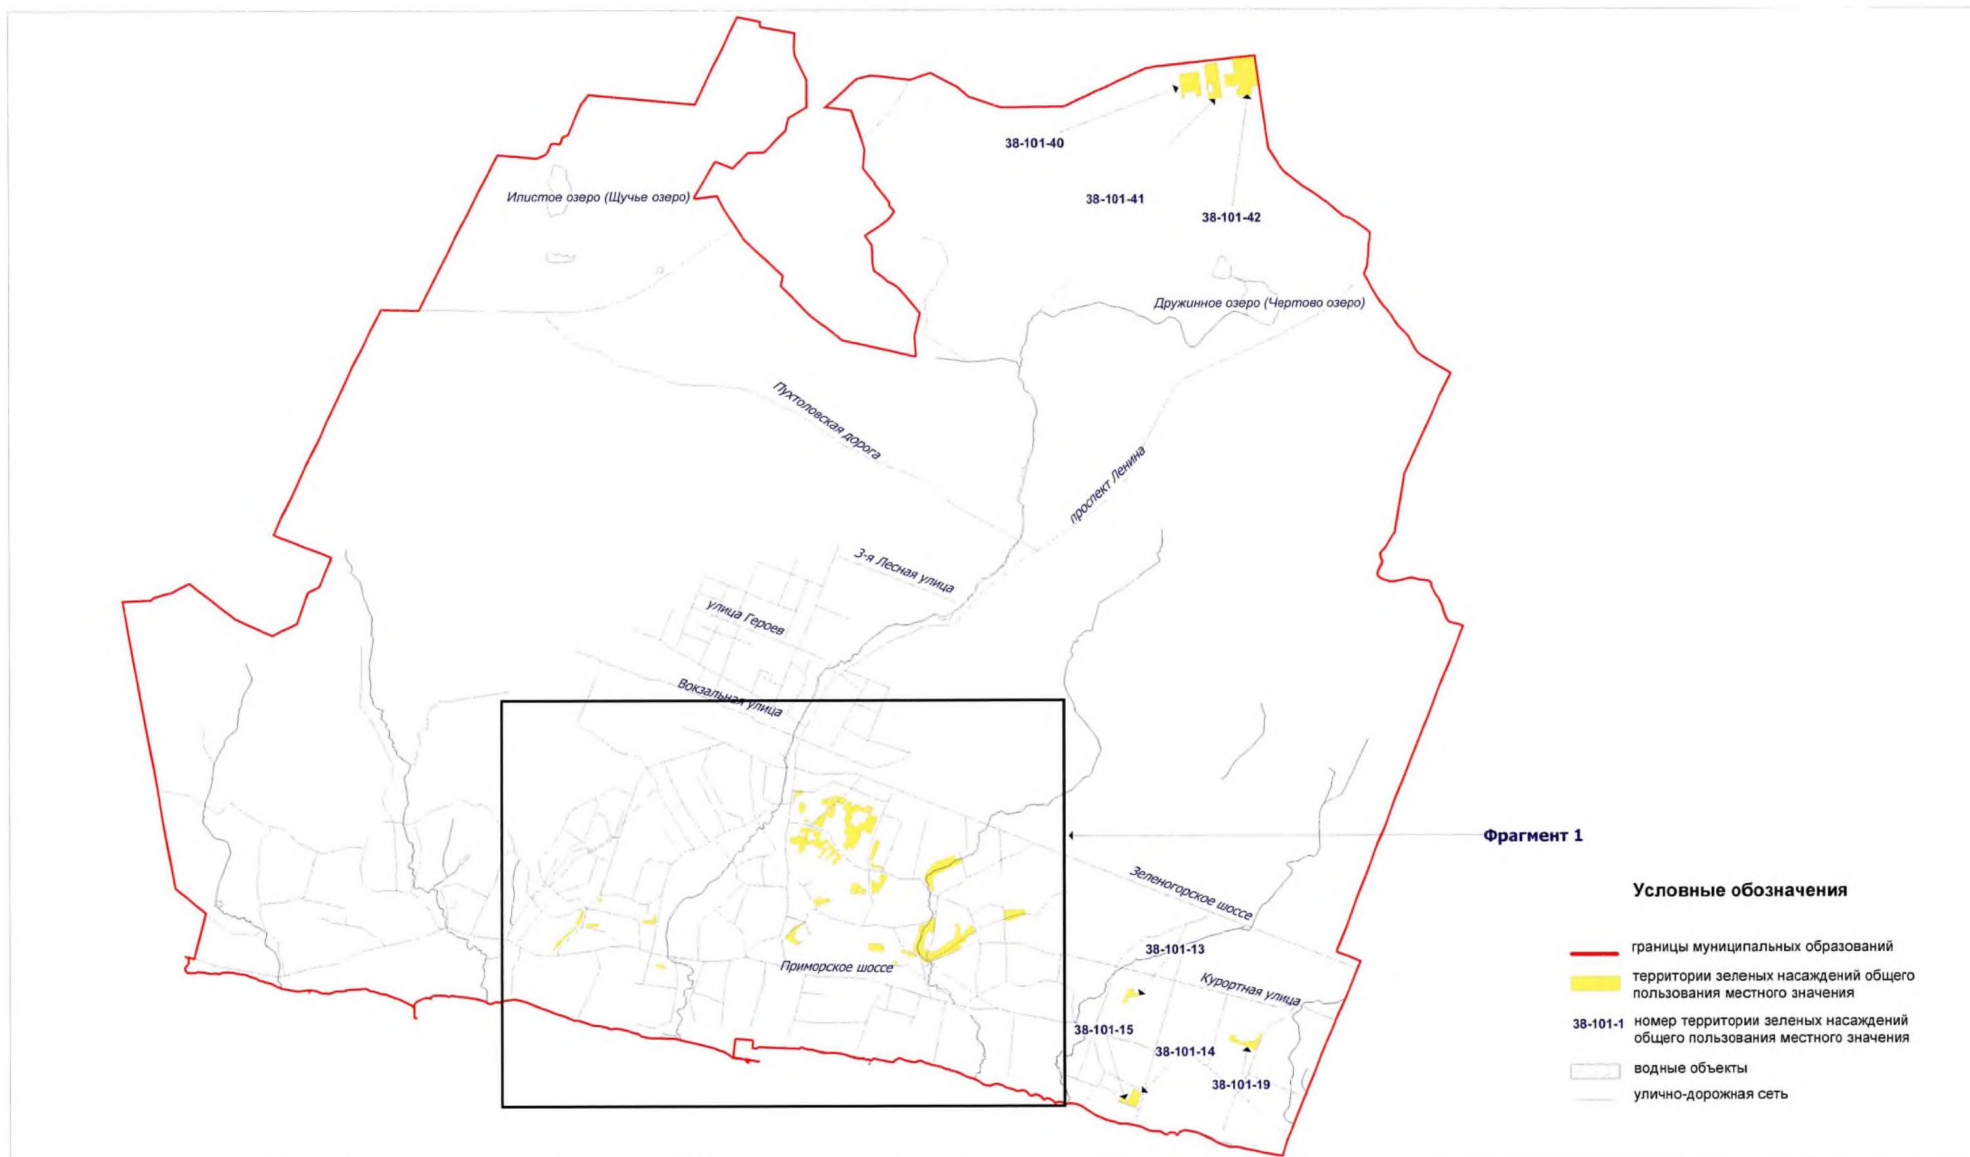 38-101-40
Илистое озеро (Щучье озеро)
38-101-41
38-101-42
Дружинное озеро (Чертово озеро)
Пухтоловская дорога
проспект Ленина
3-я Лесная улица
улица Героев
Вокзальная улица
Фрагмент 1
Зеленогорское шоссе
38-101-13
Приморское шоссе
Курортная улица
38-101-15
38-101-14
38-101-19
Условные обозначения
границы муниципальных образований
территории зеленых насаждений общего
пользования местного значения
38-101-1 номер территории зеленых насаждений
общего пользования местного значения
водные объекты
улично-дорожная сеть